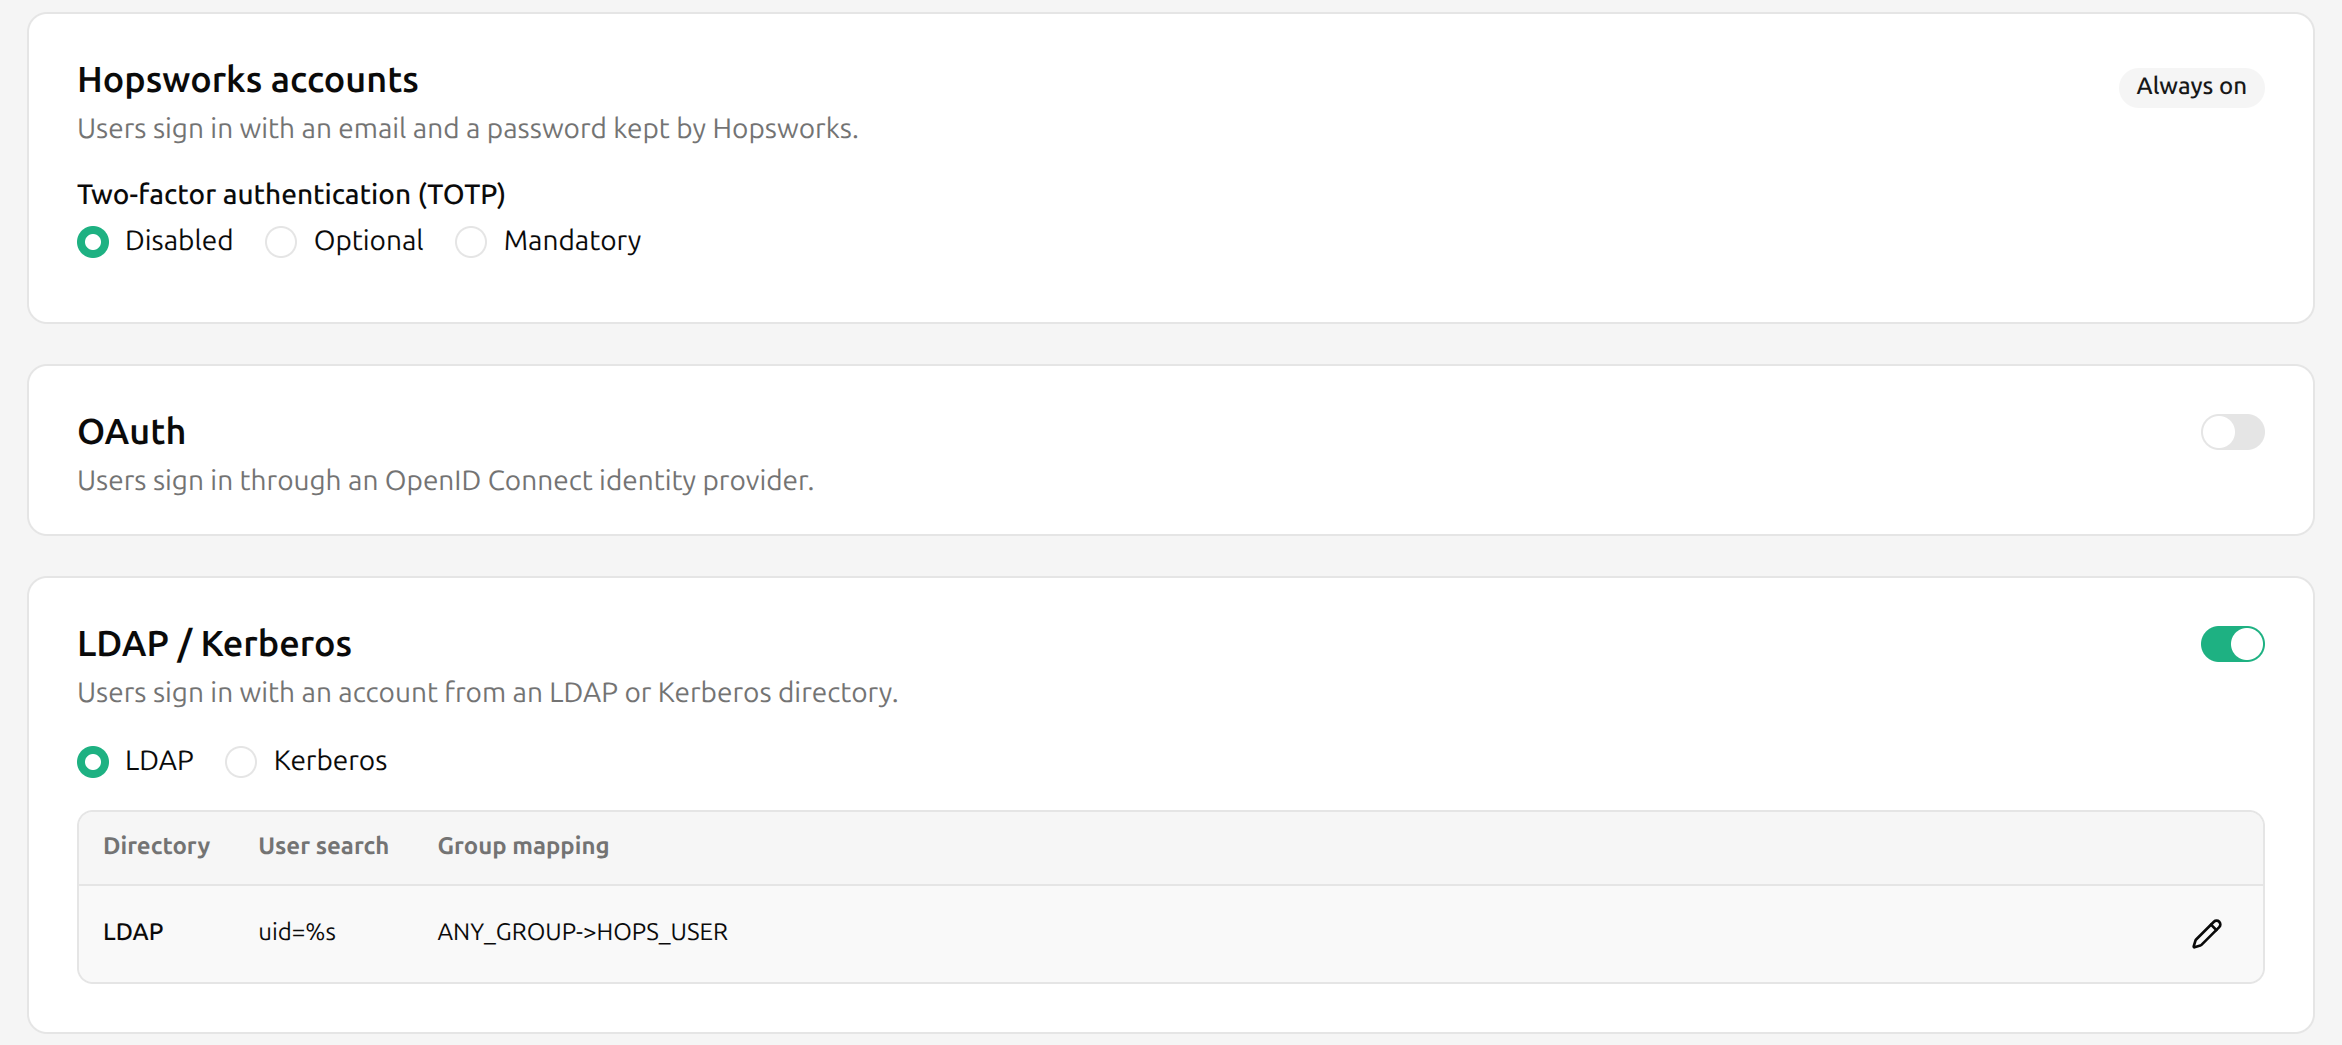 Hopsworks accounts
Always on
Users sign in with an email and a password kept by Hopsworks.
Two-factor authentication (TOTP)
Disabled Optional Mandatory
OAuth
Users sign in through an OpenID Connect identity provider.
LDAP / Kerberos
Users sign in with an account from an LDAP or Kerberos directory.
LDAP Kerberos
Directory User search Group mapping
LDAP uid=%s ANY_GROUP->HOPS_USER